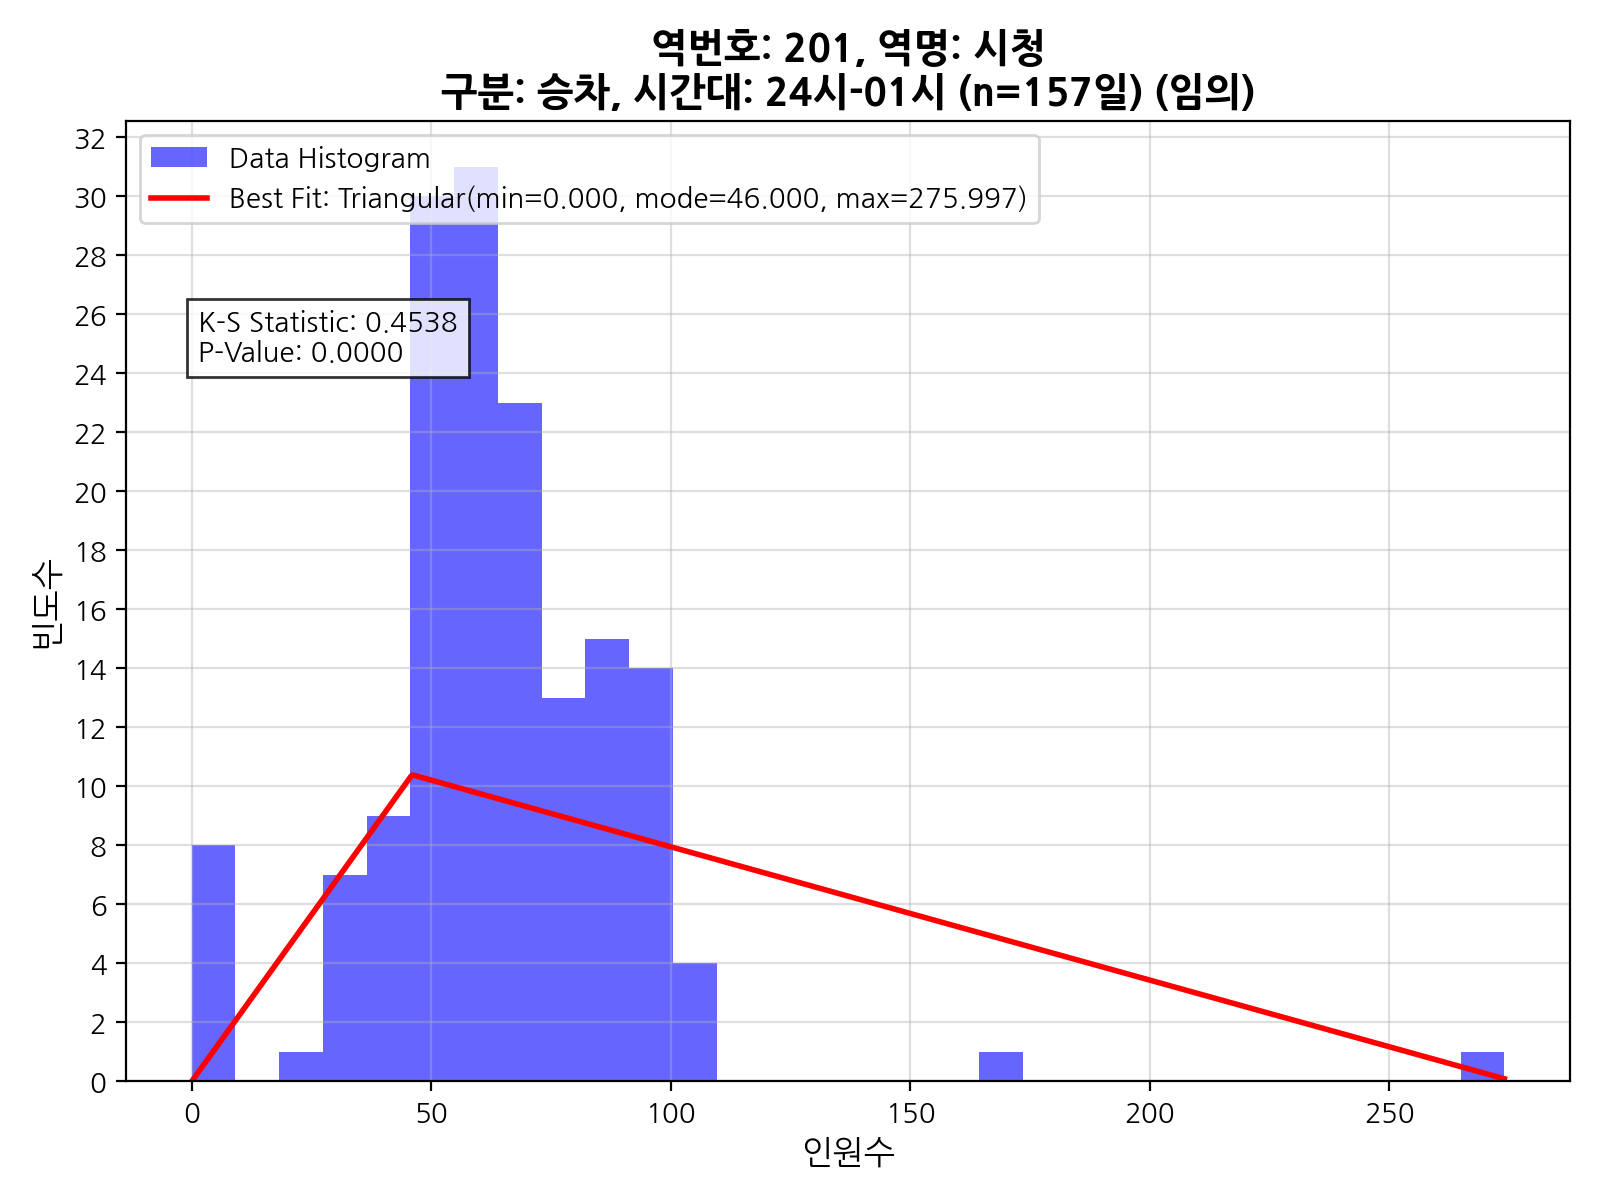 역번호: 201, 역명: 시청
구분: 승차, 시간대: 24시-01시 (n=157일) (임의)
Data Histogram
Best Fit: Triangular(min=0.000, mode=46.000, max=275.997)
K-S Statistic: 0.4538
P-Value: 0.0000
32
30
28
26
24
22
20
18
16
14
12
10
8
6
4
2
0
빈도수
0
50
100
150
200
250
인원수